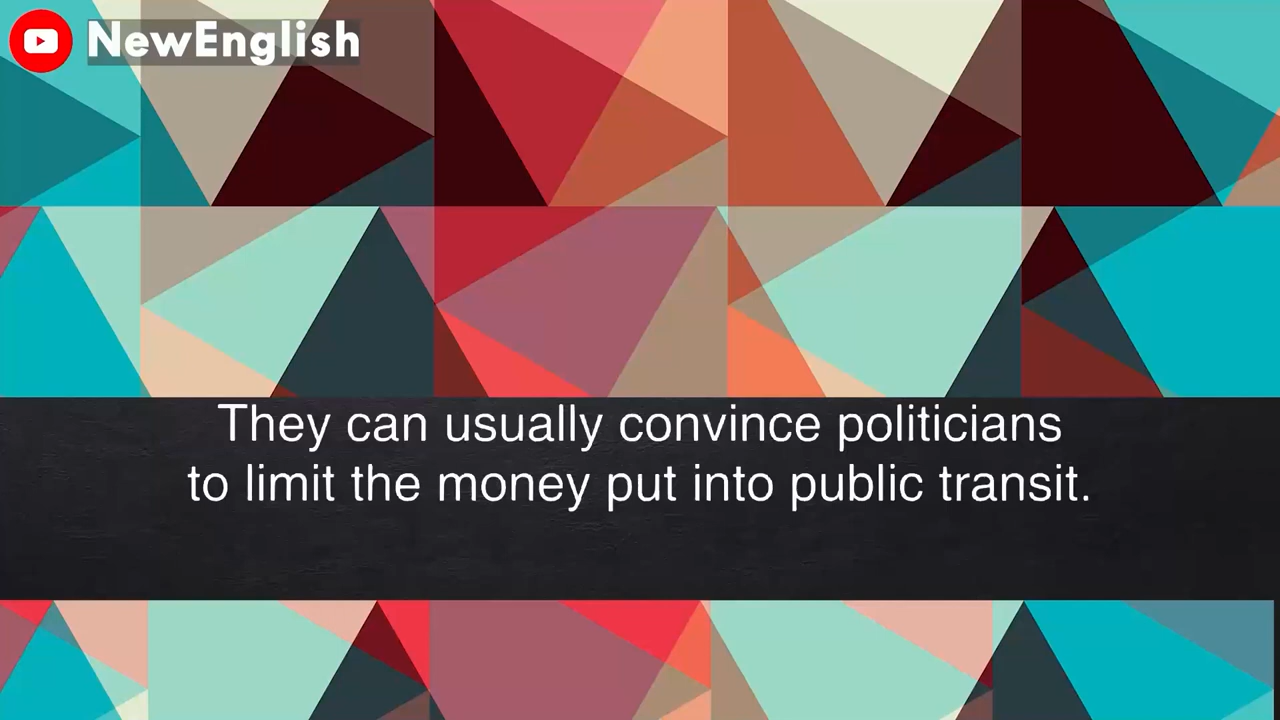 NewEnglish
They can usually convince politicians
to limit the money put into public transit.